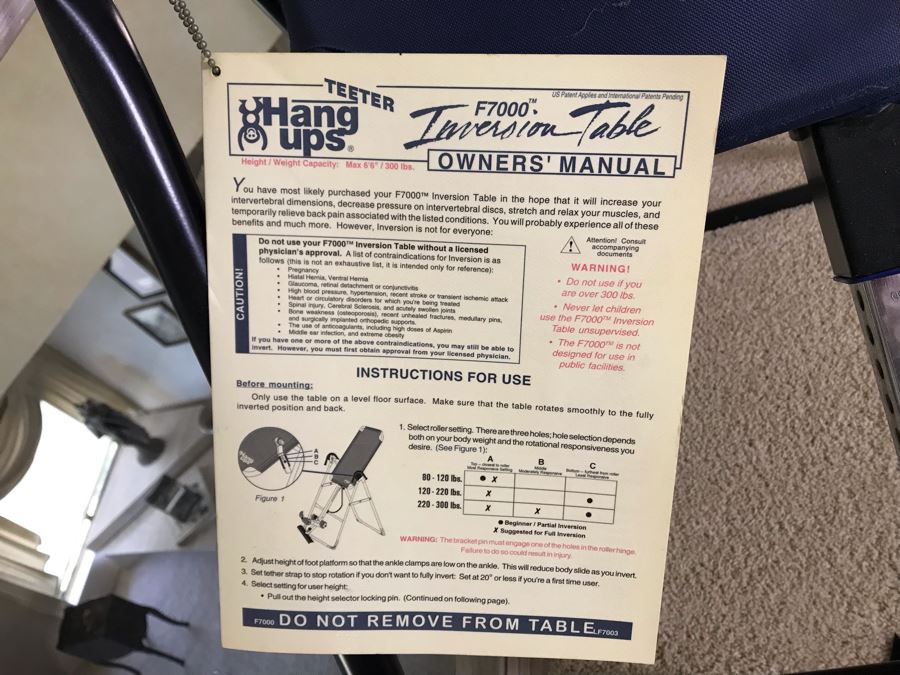 TEETER
Hang ups®
US Patent Applies and International Patents Pending
F7000™
Inversion Table
OWNERS' MANUAL
Height / Weight Capacity: Max 6'6" / 300 lbs.
You have most likely purchased your F7000™ Inversion Table in the hope that it will increase your
intervertebral dimensions, decrease pressure on intervertebral discs, stretch and relax your muscles, and
temporarily relieve back pain associated with the listed conditions. You will probably experience all of these
benefits and much more. However, Inversion is not for everyone:
CAUTION!
Do not use your F7000™ Inversion Table without a licensed
physician's approval. A list of contraindications for Inversion is as
follows (this is not an exhaustive list, it is intended only for reference):
• Pregnancy
• Hiatal Hernia, Ventral Hernia
• Glaucoma, retinal detachment or conjunctivitis
• High blood pressure, hypertension, recent stroke or transient ischemic attack
• Heart or circulatory disorders for which you're being treated
• Spinal injury, Cerebral Sclerosis, and acutely swollen joints
• Bone weakness (osteoporosis), recent unhealed fractures, medullary pins,
and surgically implanted orthopedic supports.
• The use of anticoagulants, including high doses of Aspirin
• Middle ear infection, and extreme obesity
If you have one or more of the above contraindications, you may still be able to
invert. However, you must first obtain approval from your licensed physician.
Attention! Consult
accompanying
documents
WARNING!
• Do not use if you
are over 300 lbs.
• Never let children
use the F7000™ Inversion
Table unsupervised.
• The F7000™ is not
designed for use in
public facilities.
INSTRUCTIONS FOR USE
Before mounting:
Only use the table on a level floor surface. Make sure that the table rotates smoothly to the fully
inverted position and back.
1. Select roller setting. There are three holes; hole selection depends
both on your body weight and the rotational responsiveness you
desire. (See Figure 1):
A
B
C
Figure 1
A B C
Top – closest to roller Middle Bottom – furthest from roller
Most Responsive Setting Moderately Responsive Least Responsive
80 - 120 lbs. ● X
120 - 220 lbs. X ●
220 - 300 lbs. X X ●
● Beginner / Partial Inversion
X Suggested for Full Inversion
WARNING: The bracket pin must engage one of the holes in the roller hinge.
Failure to do so could result in injury.
2. Adjust height of foot platform so that the ankle clamps are low on the ankle. This will reduce body slide as you invert.
3. Set tether strap to stop rotation if you don't want to fully invert: Set at 20° or less if you're a first time user.
4. Select setting for user height:
• Pull out the height selector locking pin. (Continued on following page).
F7000 DO NOT REMOVE FROM TABLE LF7003